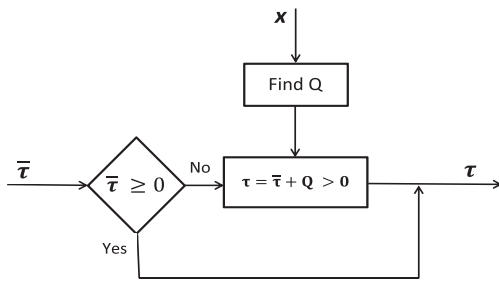 x
Find Q
τ̅
τ̅ ≥ 0
No
τ = τ̅ + Q > 0
τ
Yes